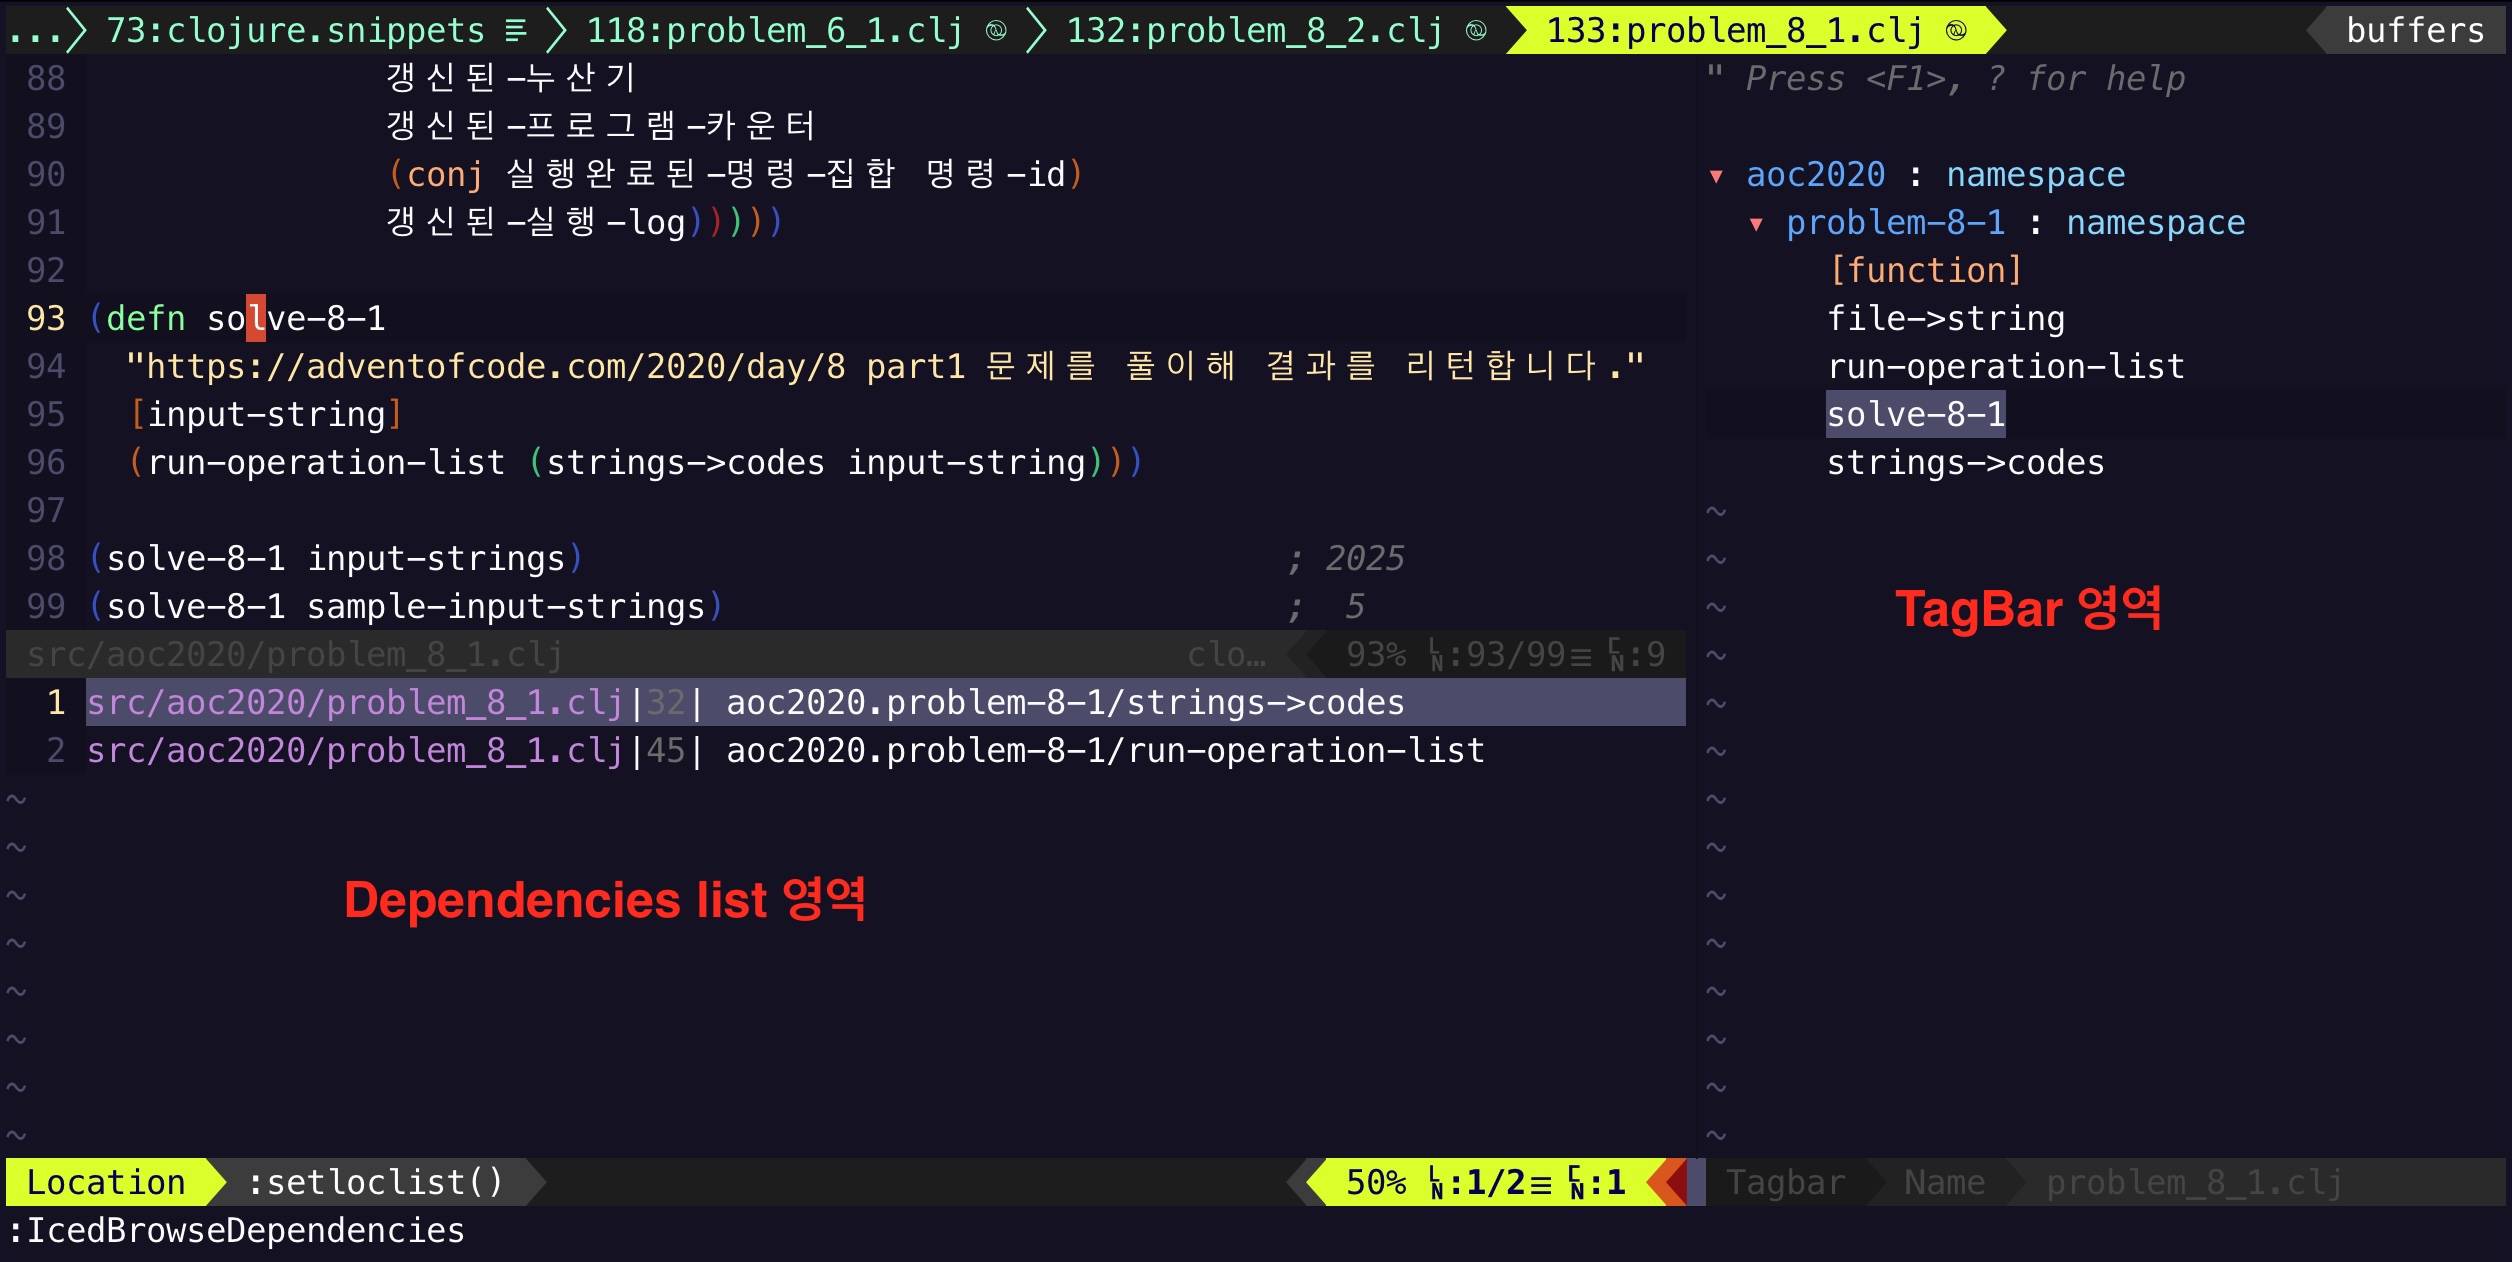 ... 73:clojure.snippets 118:problem_6_1.clj 132:problem_8_2.clj 133:problem_8_1.clj buffers
88 갱신된-누산기
89 갱신된-프로그램-카운터
90 (conj 실행완료된-명령-집합 명령-id)
91 갱신된-실행-log)))))
92
93 (defn solve-8-1
94 "https://adventofcode.com/2020/day/8 part1 문제를 풀이해 결과를 리턴합니다."
95 [input-string]
96 (run-operation-list (strings->codes input-string)))
97
98 (solve-8-1 input-strings) ; 2025
99 (solve-8-1 sample-input-strings) ; 5
src/aoc2020/problem_8_1.clj clo… 93% LN:93/99≡ CN:9
1 src/aoc2020/problem_8_1.clj|32| aoc2020.problem-8-1/strings->codes
2 src/aoc2020/problem_8_1.clj|45| aoc2020.problem-8-1/run-operation-list
~
~
Dependencies list 영역
~
~
~
~
~
~
Location :setloclist() 50% LN:1/2≡ CN:1
:IcedBrowseDependencies
" Press <F1>, ? for help
▾ aoc2020 : namespace
▾ problem-8-1 : namespace
[function]
file->string
run-operation-list
solve-8-1
strings->codes
~
~
TagBar 영역
~
~
~
~
~
~
~
~
~
~
~
~
Tagbar Name problem_8_1.clj